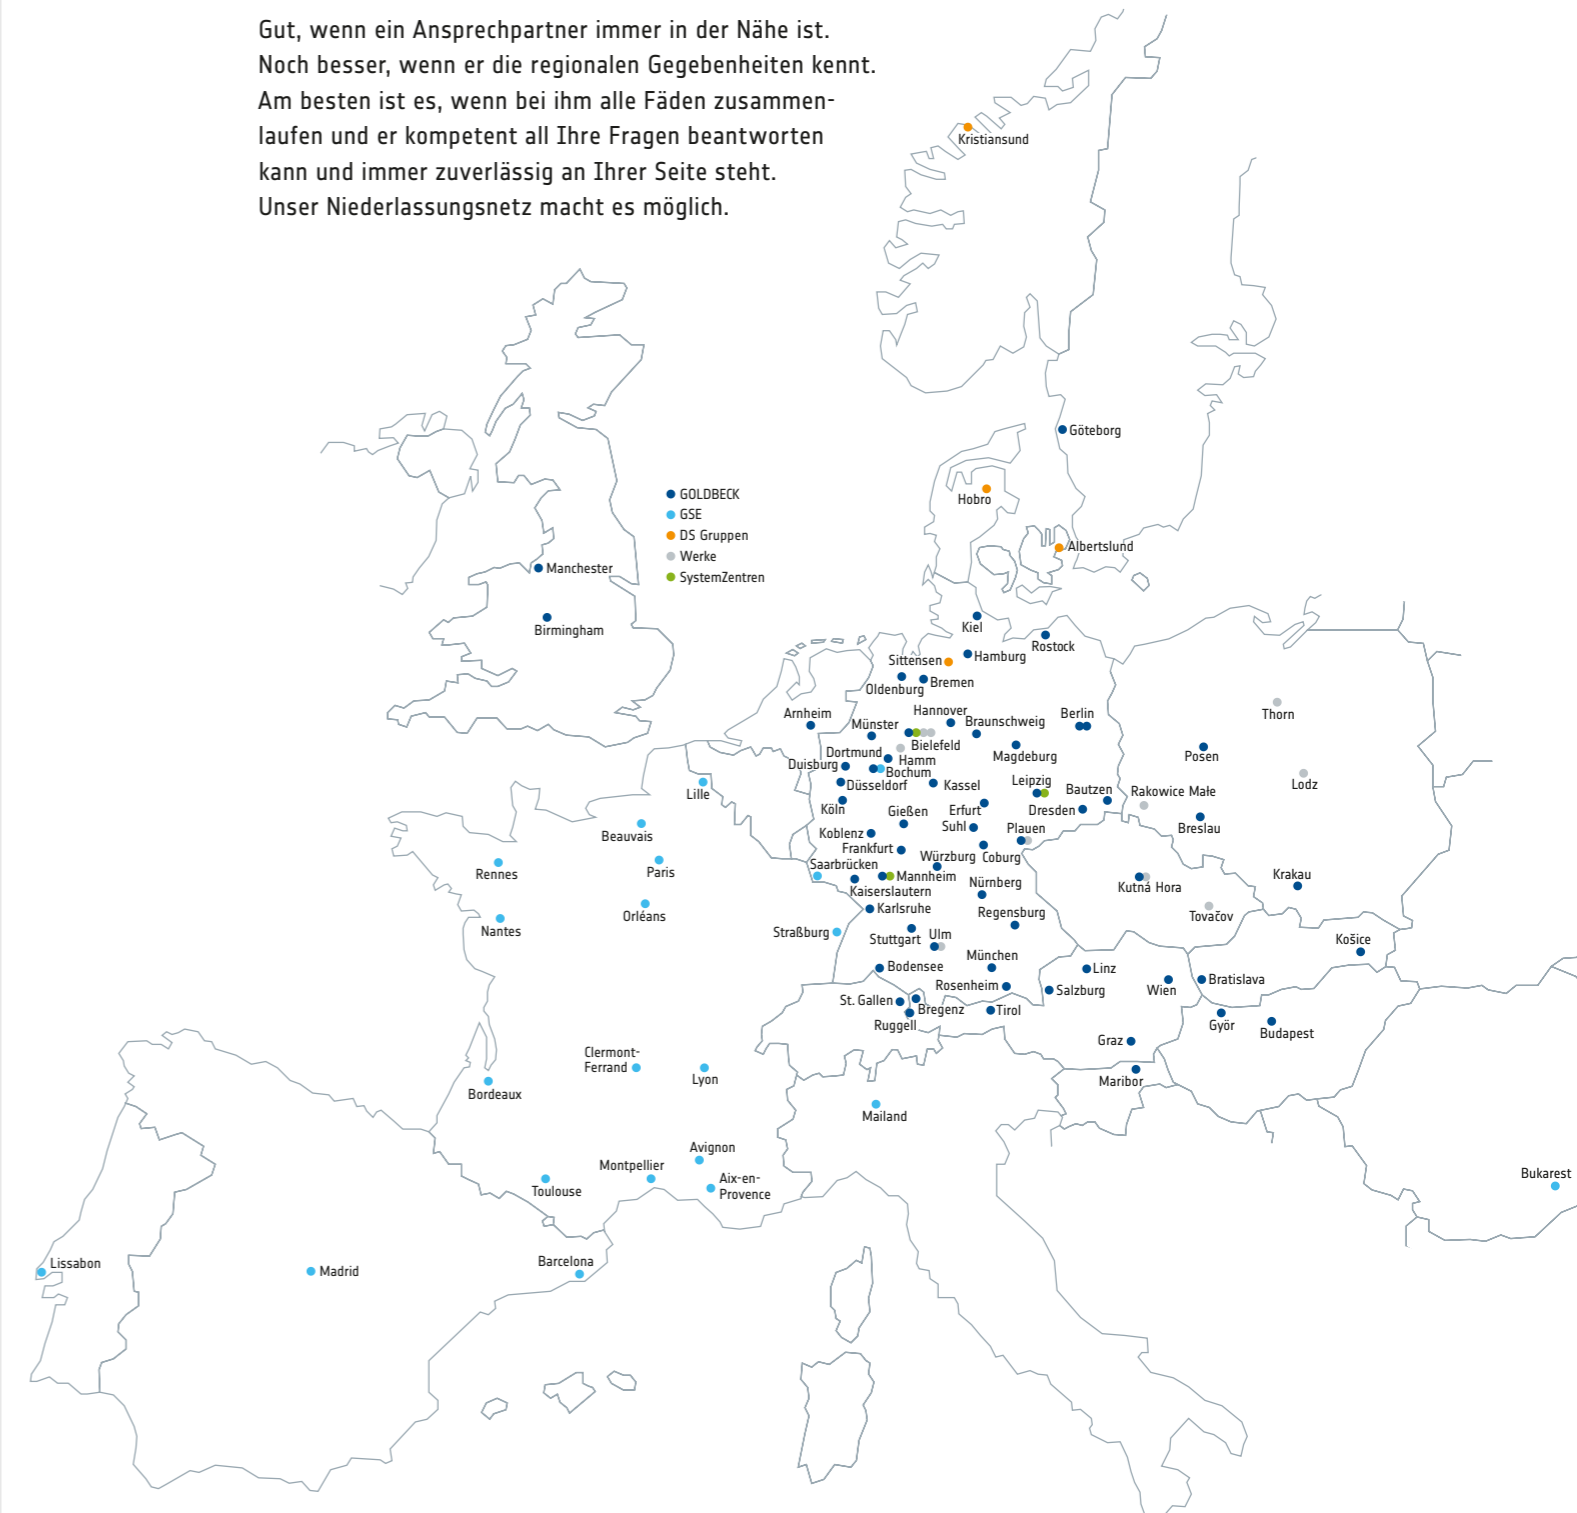 Gut, wenn ein Ansprechpartner immer in der Nähe ist.
Noch besser, wenn er die regionalen Gegebenheiten kennt.
Am besten ist es, wenn bei ihm alle Fäden zusammen-
laufen und er kompetent all Ihre Fragen beantworten
kann und immer zuverlässig an Ihrer Seite steht.
Unser Niederlassungsnetz macht es möglich.
Kristiansund
Göteborg
Hobro
Albertslund
GOLDBECK
GSE
DS Gruppen
Werke
SystemZentren
Manchester
Birmingham
Kiel
Rostock
Sittensen
Hamburg
Oldenburg
Bremen
Arnheim
Münster
Hannover
Braunschweig
Berlin
Thorn
Bielefeld
Dortmund
Hamm
Magdeburg
Posen
Duisburg
Bochum
Düsseldorf
Kassel
Leipzig
Bautzen
Rakowice Małe
Lodz
Lille
Köln
Gießen
Erfurt
Dresden
Breslau
Beauvais
Koblenz
Suhl
Plauen
Frankfurt
Würzburg
Coburg
Rennes
Paris
Saarbrücken
Mannheim
Kaiserslautern
Nürnberg
Kutná Hora
Krakau
Orléans
Karlsruhe
Regensburg
Tovačov
Nantes
Straßburg
Stuttgart
Ulm
Košice
München
Bodensee
Linz
Rosenheim
Salzburg
Wien
Bratislava
St. Gallen
Bregenz
Tirol
Ruggell
Györ
Budapest
Graz
Clermont-
Ferrand
Lyon
Maribor
Bordeaux
Mailand
Avignon
Montpellier
Aix-en-
Provence
Toulouse
Bukarest
Lissabon
Madrid
Barcelona